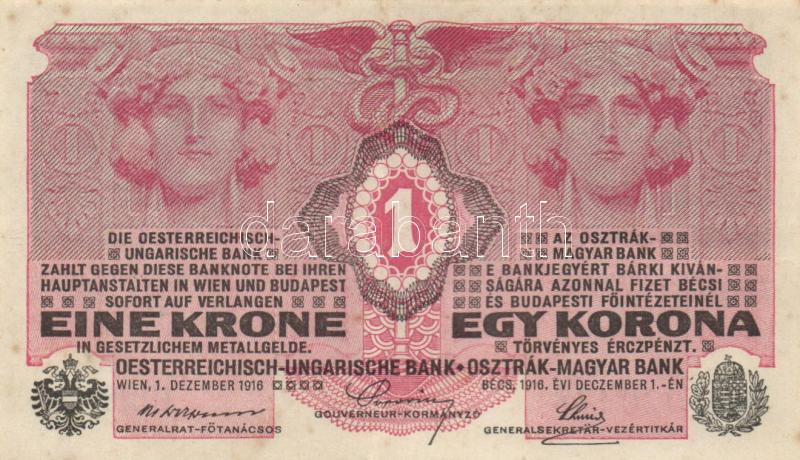 1
darabanth
DIE OESTERREICHISCH-
UNGARISCHE BANK
ZAHLT GEGEN DIESE BANKNOTE BEI IHREN
HAUPTANSTALTEN IN WIEN UND BUDAPEST
SOFORT AUF VERLANGEN
EINE KRONE
IN GESETZLICHEM METALLGELDE.
AZ OSZTRÁK-
MAGYAR BANK
E BANKJEGYÉRT BÁRKI KIVÁN-
SÁGÁRA AZONNAL FIZET BÉCSI
ÉS BUDAPESTI FŐINTÉZETEINÉL
EGY KORONA
TÖRVÉNYES ÉRCZPÉNZT.
OESTERREICHISCH-UNGARISCHE BANK • OSZTRÁK-MAGYAR BANK
WIEN, 1. DEZEMBER 1916
BÉCS, 1916. ÉVI DECZEMBER 1.-ÉN
GENERALRAT-FŐTANÁCSOS
GOUVERNEUR-KORMÁNYZÓ
GENERALSEKRETÄR-VEZÉRTITKÁR